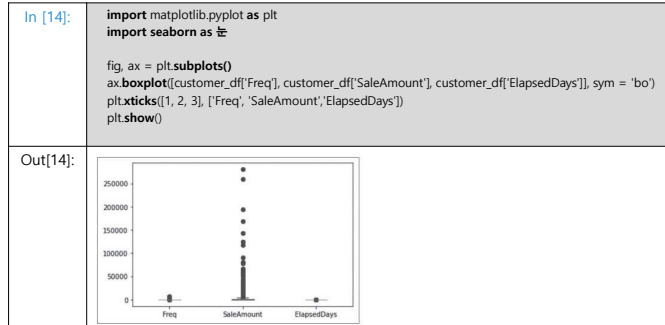 In [14]:
import matplotlib.pyplot as plt
import seaborn as 눈
fig, ax = plt.subplots()
ax.boxplot([customer_df['Freq'], customer_df['SaleAmount'], customer_df['ElapsedDays']], sym = 'bo')
plt.xticks([1, 2, 3], ['Freq', 'SaleAmount','ElapsedDays'])
plt.show()
Out[14]:
250000
200000
150000
100000
50000
0
Freq SaleAmount ElapsedDays